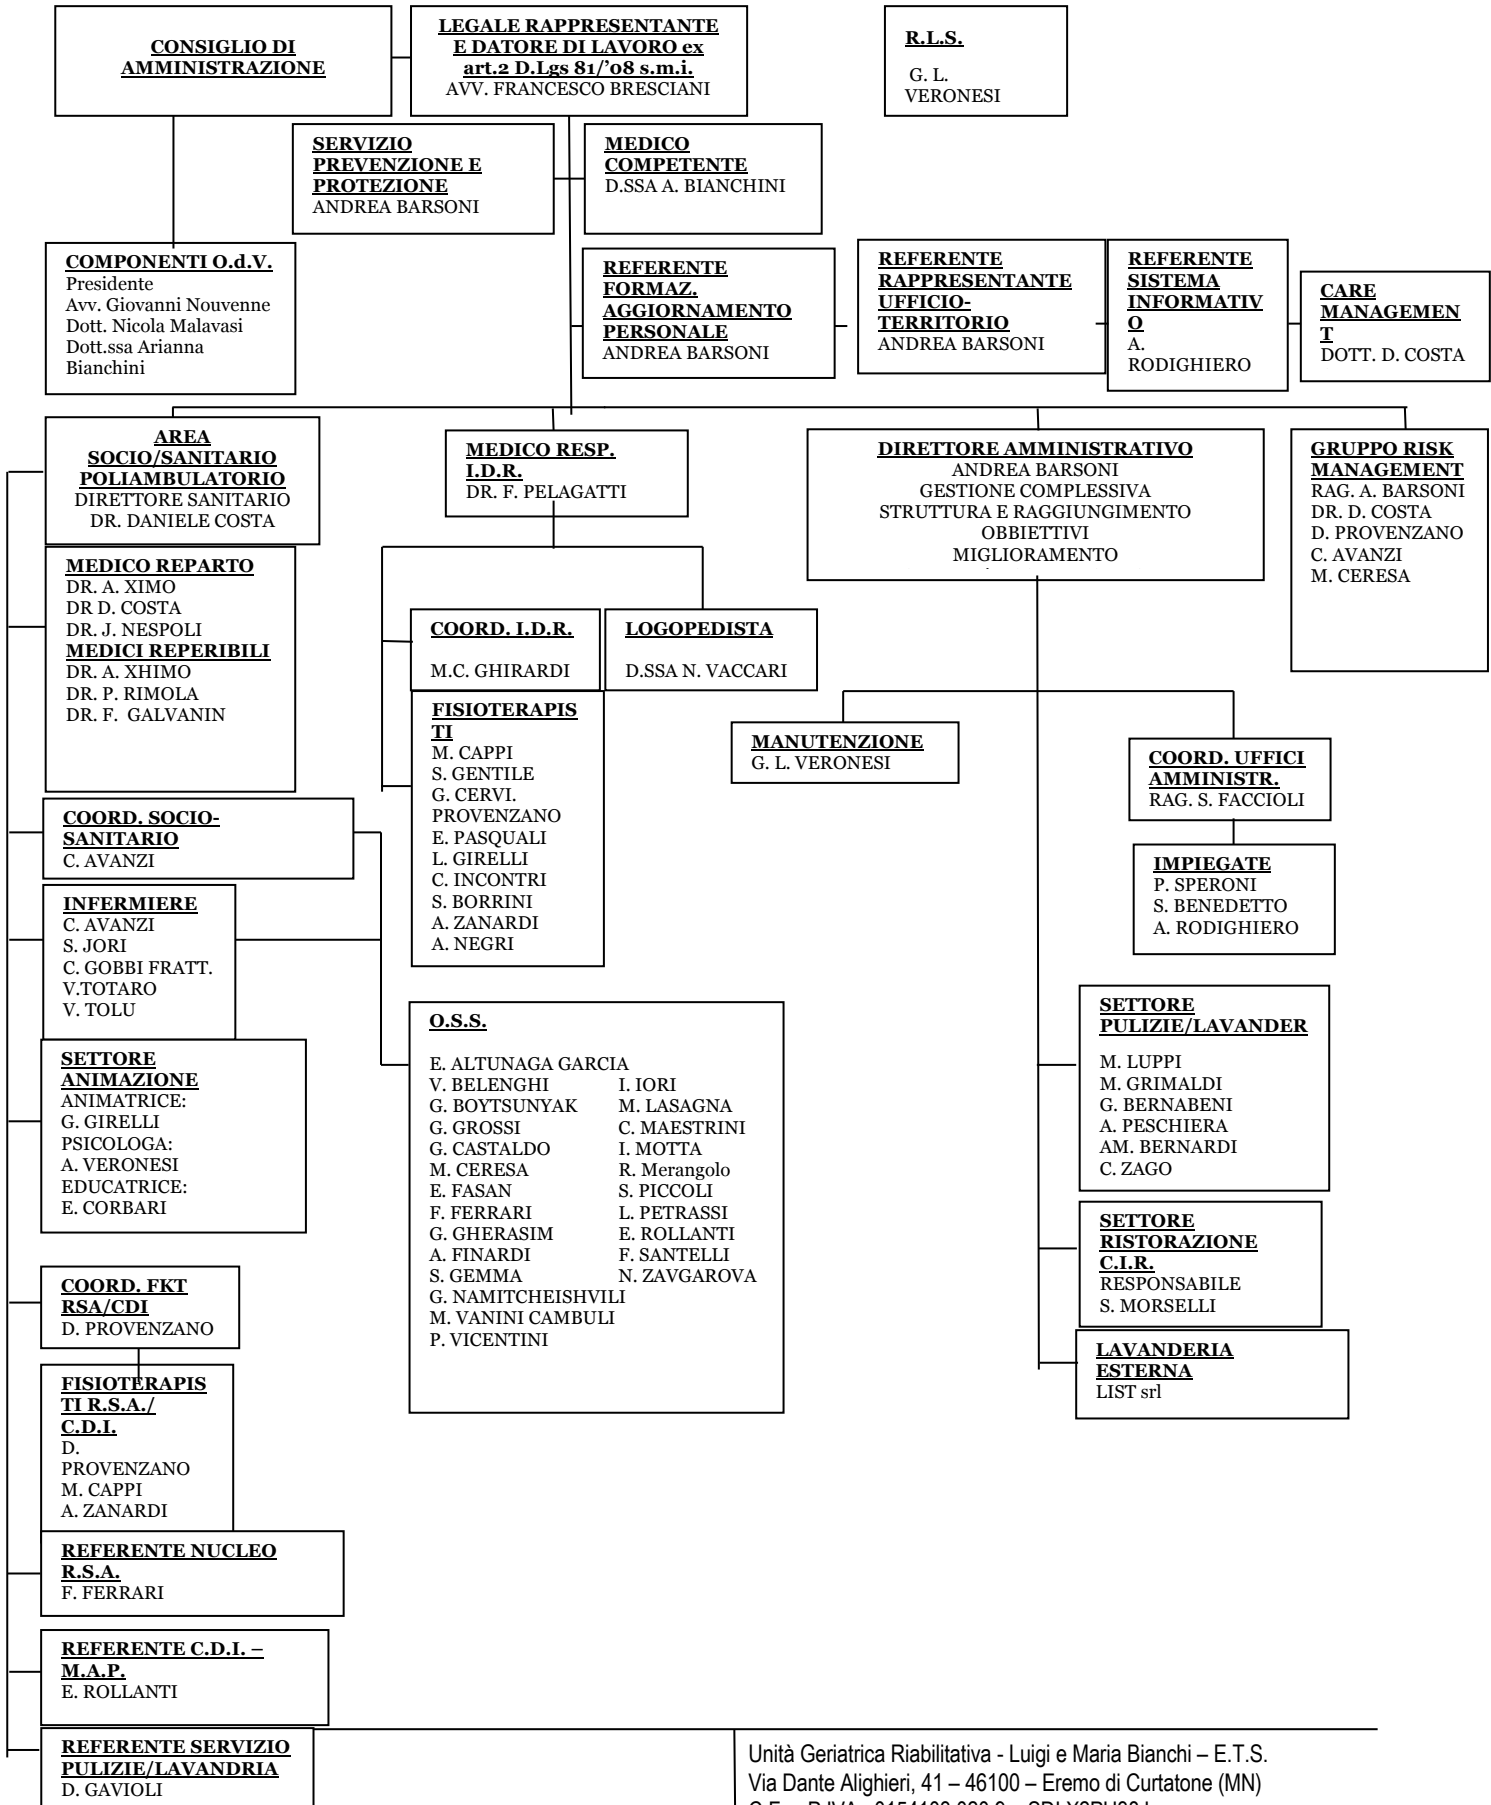 CONSIGLIO DI
AMMINISTRAZIONE
LEGALE RAPPRESENTANTE
E DATORE DI LAVORO ex
art.2 D.Lgs 81/'08 s.m.i.
AVV. FRANCESCO BRESCIANI
R.L.S.
G. L.
VERONESI
SERVIZIO
PREVENZIONE E
PROTEZIONE
ANDREA BARSONI
MEDICO
COMPETENTE
D.SSA A. BIANCHINI
COMPONENTI O.d.V.
Presidente
Avv. Giovanni Nouvenne
Dott. Nicola Malavasi
Dott.ssa Arianna
Bianchini
REFERENTE
FORMAZ.
AGGIORNAMENTO
PERSONALE
ANDREA BARSONI
REFERENTE
RAPPRESENTANTE
UFFICIO-
TERRITORIO
ANDREA BARSONI
REFERENTE
SISTEMA
INFORMATIV
O
A.
RODIGHIERO
CARE
MANAGEMEN
T
DOTT. D. COSTA
AREA
SOCIO/SANITARIO
POLIAMBULATORIO
DIRETTORE SANITARIO
DR. DANIELE COSTA
MEDICO RESP.
I.D.R.
DR. F. PELAGATTI
DIRETTORE AMMINISTRATIVO
ANDREA BARSONI
GESTIONE COMPLESSIVA
STRUTTURA E RAGGIUNGIMENTO
OBBIETTIVI
MIGLIORAMENTO
GRUPPO RISK
MANAGEMENT
RAG. A. BARSONI
DR. D. COSTA
D. PROVENZANO
C. AVANZI
M. CERESA
MEDICO REPARTO
DR. A. XIMO
DR D. COSTA
DR. J. NESPOLI
MEDICI REPERIBILI
DR. A. XHIMO
DR. P. RIMOLA
DR. F. GALVANIN
COORD. I.D.R.
M.C. GHIRARDI
LOGOPEDISTA
D.SSA N. VACCARI
FISIOTERAPIS
TI
M. CAPPI
S. GENTILE
G. CERVI.
PROVENZANO
E. PASQUALI
L. GIRELLI
C. INCONTRI
S. BORRINI
A. ZANARDI
A. NEGRI
MANUTENZIONE
G. L. VERONESI
COORD. UFFICI
AMMINISTR.
RAG. S. FACCIOLI
IMPIEGATE
P. SPERONI
S. BENEDETTO
A. RODIGHIERO
COORD. SOCIO-
SANITARIO
C. AVANZI
INFERMIERE
C. AVANZI
S. JORI
C. GOBBI FRATT.
V.TOTARO
V. TOLU
SETTORE
ANIMAZIONE
ANIMATRICE:
G. GIRELLI
PSICOLOGA:
A. VERONESI
EDUCATRICE:
E. CORBARI
O.S.S.
E. ALTUNAGA GARCIA
V. BELENGHI I. IORI
G. BOYTSUNYAK M. LASAGNA
G. GROSSI C. MAESTRINI
G. CASTALDO I. MOTTA
M. CERESA R. Merangolo
E. FASAN S. PICCOLI
F. FERRARI L. PETRASSI
G. GHERASIM E. ROLLANTI
A. FINARDI F. SANTELLI
S. GEMMA N. ZAVGAROVA
G. NAMITCHEISHVILI
M. VANINI CAMBULI
P. VICENTINI
SETTORE
PULIZIE/LAVANDER
M. LUPPI
M. GRIMALDI
G. BERNABENI
A. PESCHIERA
AM. BERNARDI
C. ZAGO
SETTORE
RISTORAZIONE
C.I.R.
RESPONSABILE
S. MORSELLI
LAVANDERIA
ESTERNA
LIST srl
COORD. FKT
RSA/CDI
D. PROVENZANO
FISIOTERAPIS
TI R.S.A./
C.D.I.
D.
PROVENZANO
M. CAPPI
A. ZANARDI
REFERENTE NUCLEO
R.S.A.
F. FERRARI
REFERENTE C.D.I. –
M.A.P.
E. ROLLANTI
REFERENTE SERVIZIO
PULIZIE/LAVANDRIA
D. GAVIOLI
Unità Geriatrica Riabilitativa - Luigi e Maria Bianchi – E.T.S.
Via Dante Alighieri, 41 – 46100 – Eremo di Curtatone (MN)